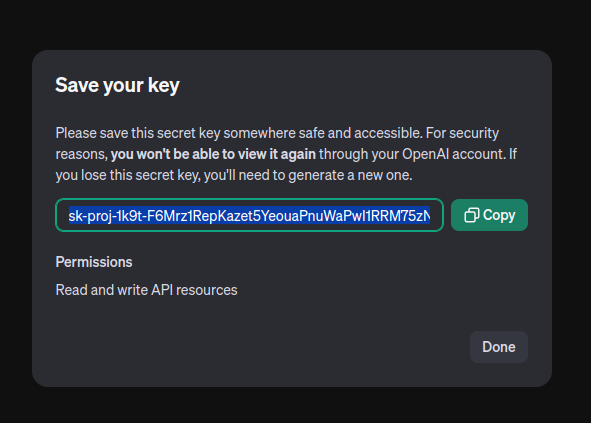 Save your key
Please save this secret key somewhere safe and accessible. For security
reasons, you won't be able to view it again through your OpenAI account. If
you lose this secret key, you'll need to generate a new one.
sk-proj-1k9t-F6Mrz1RepKazet5YeouaPnuWaPwI1RRM75zN
Copy
Permissions
Read and write API resources
Done